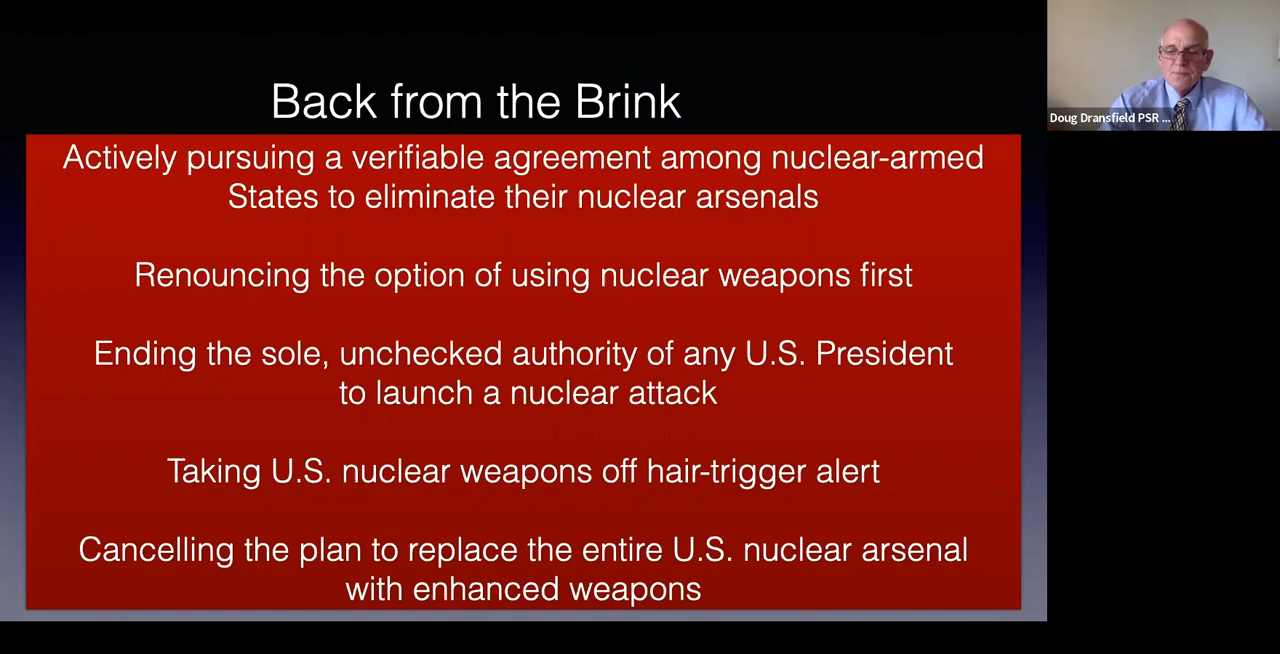 Back from the Brink
Actively pursuing a verifiable agreement among nuclear-armed
States to eliminate their nuclear arsenals
Renouncing the option of using nuclear weapons first
Ending the sole, unchecked authority of any U.S. President
to launch a nuclear attack
Taking U.S. nuclear weapons off hair-trigger alert
Cancelling the plan to replace the entire U.S. nuclear arsenal
with enhanced weapons
Doug Dransfield PSR ...